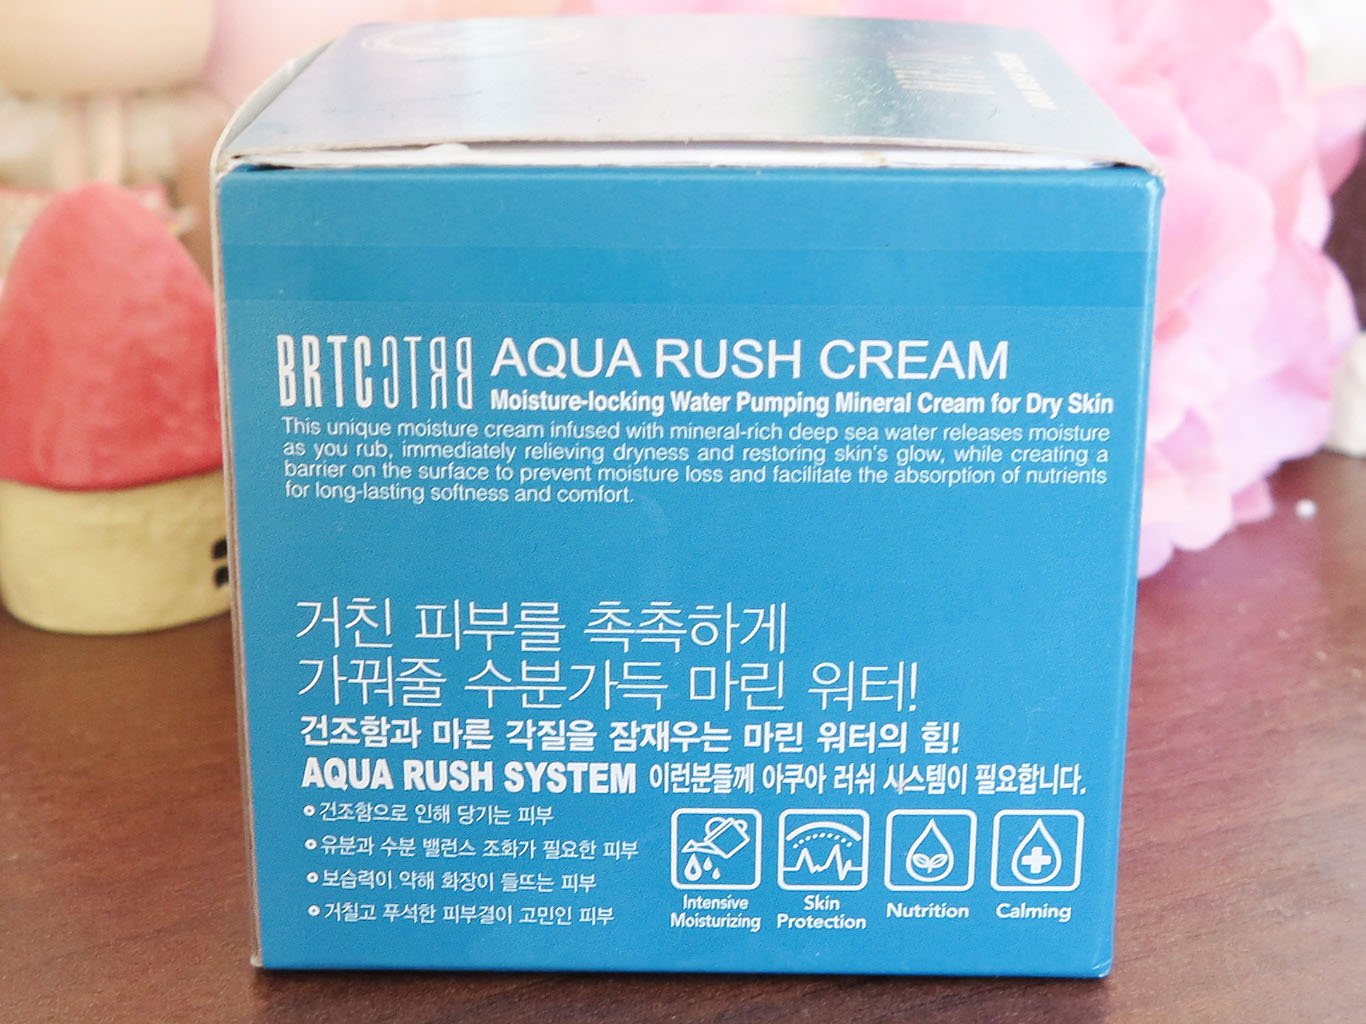 BRTC AQUA RUSH CREAM
Moisture-locking Water Pumping Mineral Cream for Dry Skin
This unique moisture cream infused with mineral-rich deep sea water releases moisture
as you rub, immediately relieving dryness and restoring skin's glow, while creating a
barrier on the surface to prevent moisture loss and facilitate the absorption of nutrients
for long-lasting softness and comfort.
거친 피부를 촉촉하게
가꿔줄 수분가득 마린 워터!
건조함과 마른 각질을 잠재우는 마린 워터의 힘!
AQUA RUSH SYSTEM 이런분들께 아쿠아 러쉬 시스템이 필요합니다.
건조함으로 인해 당기는 피부
유분과 수분 밸런스 조화가 필요한 피부
보습력이 약해 화장이 들뜨는 피부
거칠고 푸석한 피부결이 고민인 피부
Intensive
Moisturizing
Skin
Protection
Nutrition
Calming